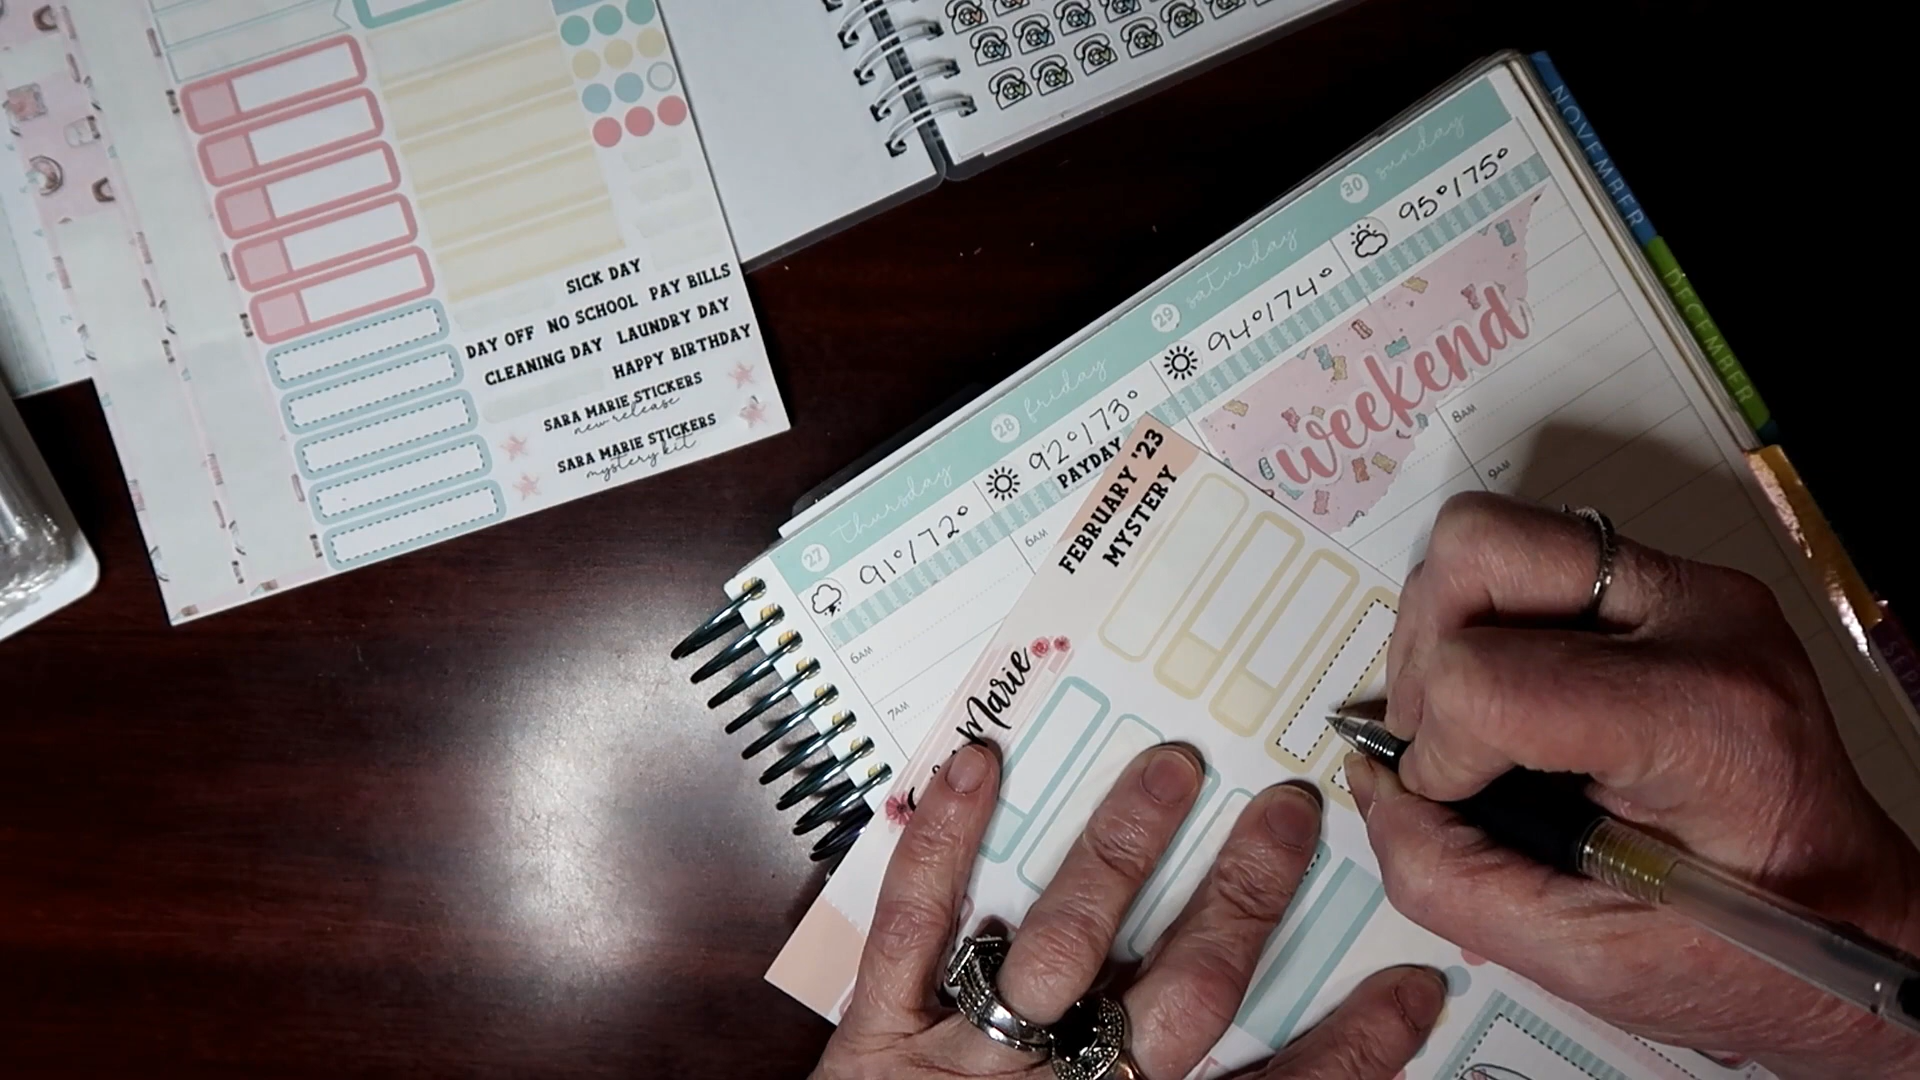 SICK DAY
NO SCHOOL PAY BILLS
DAY OFF
LAUNDRY DAY
CLEANING DAY
HAPPY BIRTHDAY
SARA MARIE STICKERS
new release
SARA MARIE STICKERS
mystery kit
27 thursday
28 friday
29 saturday
30 sunday
91°/72°
92°/73°
94°/74°
95°/75°
PAYDAY
weekend
6AM
7AM
6AM
8AM
9AM
FEBRUARY '23
MYSTERY
Marie
NOVEMBER
DECEMBER